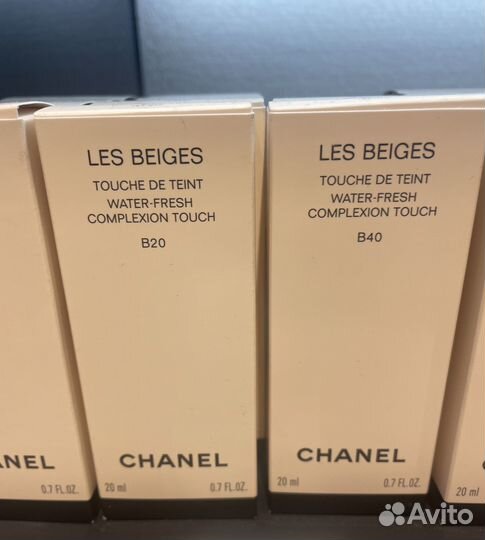 LES BEIGES
TOUCHE DE TEINT
WATER-FRESH
COMPLEXION TOUCH
B20
CHANEL
20 ml 0.7 FL.OZ.
LES BEIGES
TOUCHE DE TEINT
WATER-FRESH
COMPLEXION TOUCH
B40
CHANEL
20 ml 0.7 FL.OZ.
ANEL
0.7 FL.OZ.
20 ml
Avito